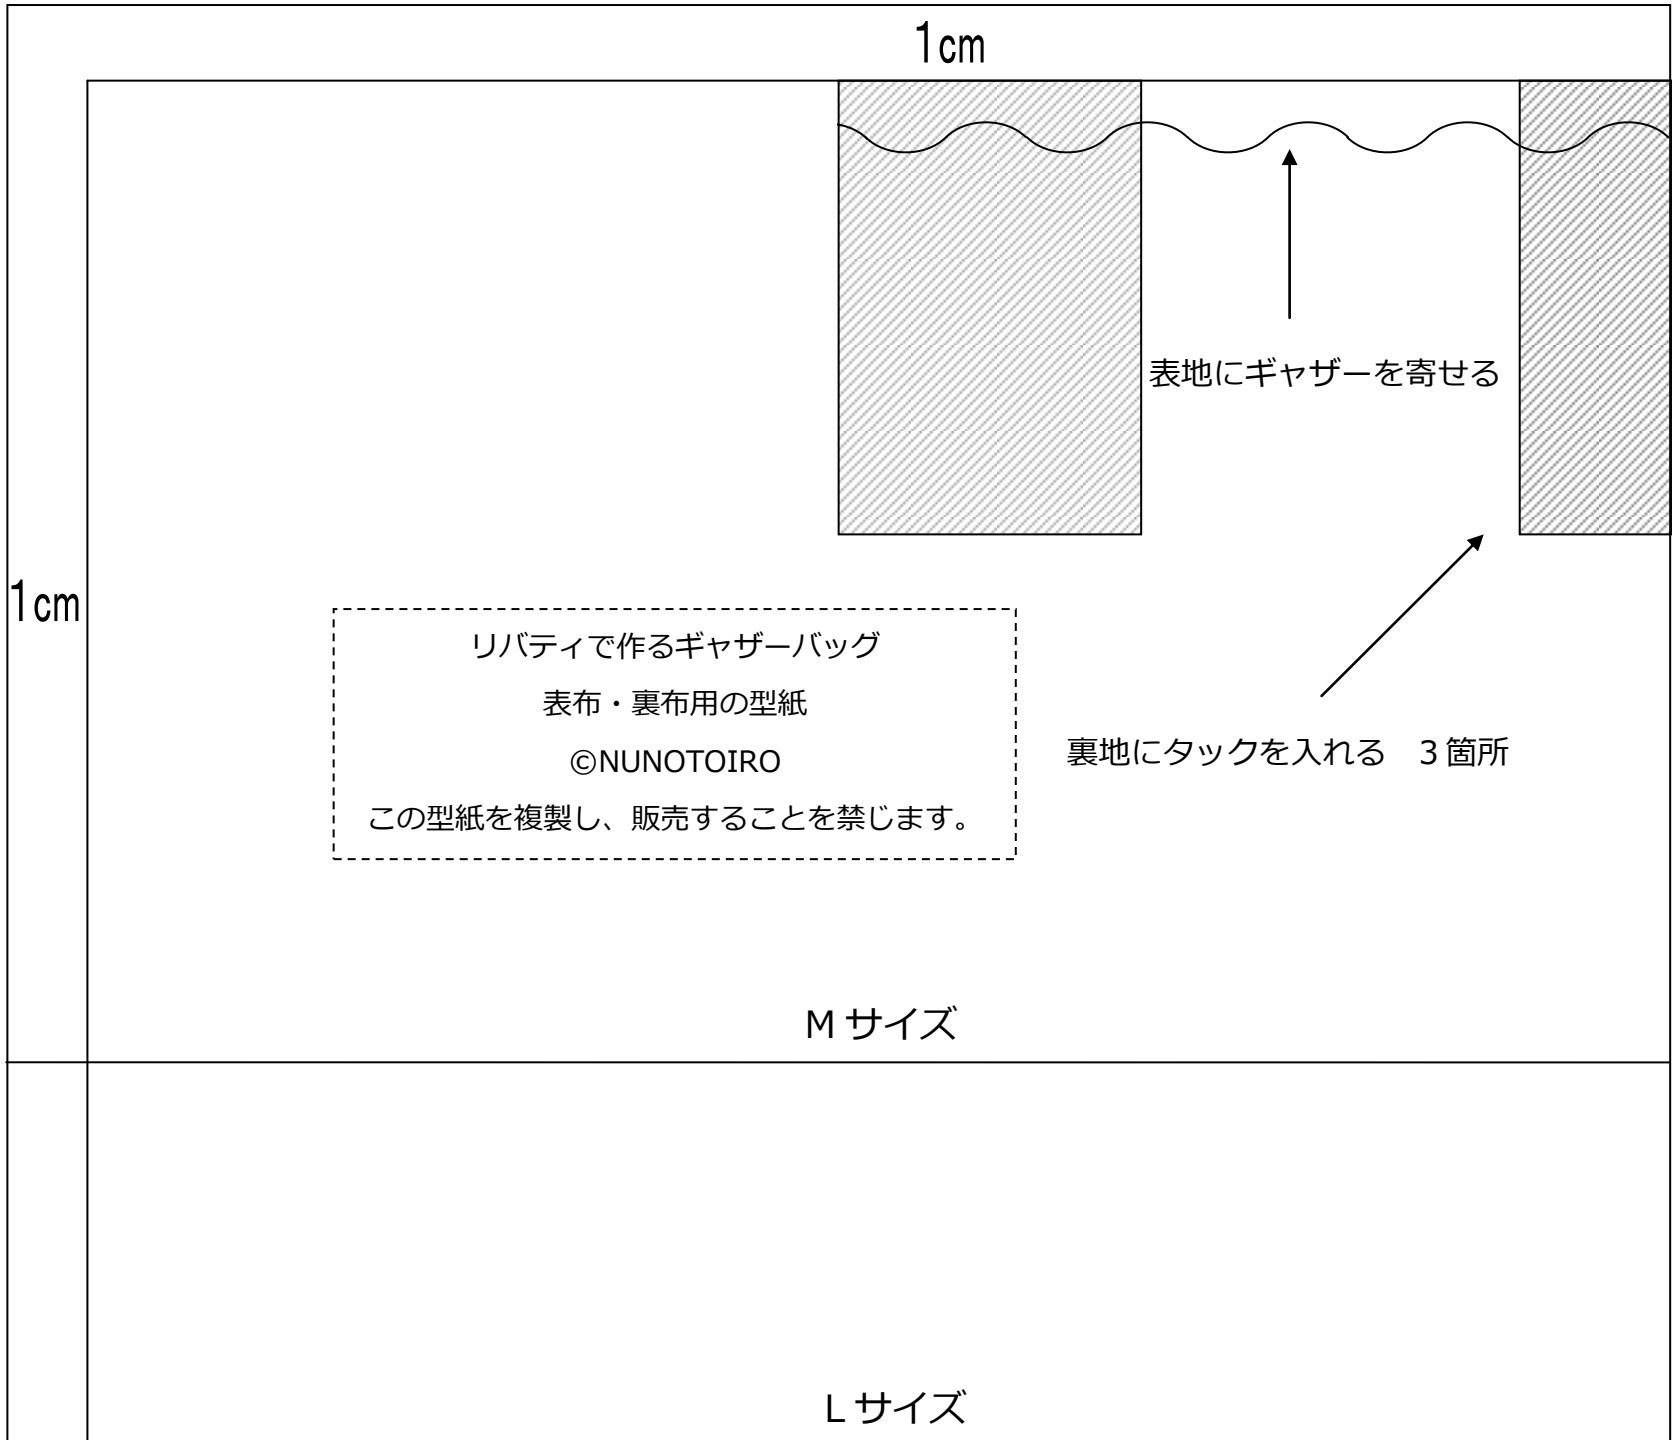 1cm
表地にギャザーを寄せる
1cm
リバティで作るギャザーバッグ
表布・裏布用の型紙
©NUNOTOIRO
この型紙を複製し、販売することを禁じます。
裏地にタックを入れる　3箇所
M サイズ
L サイズ